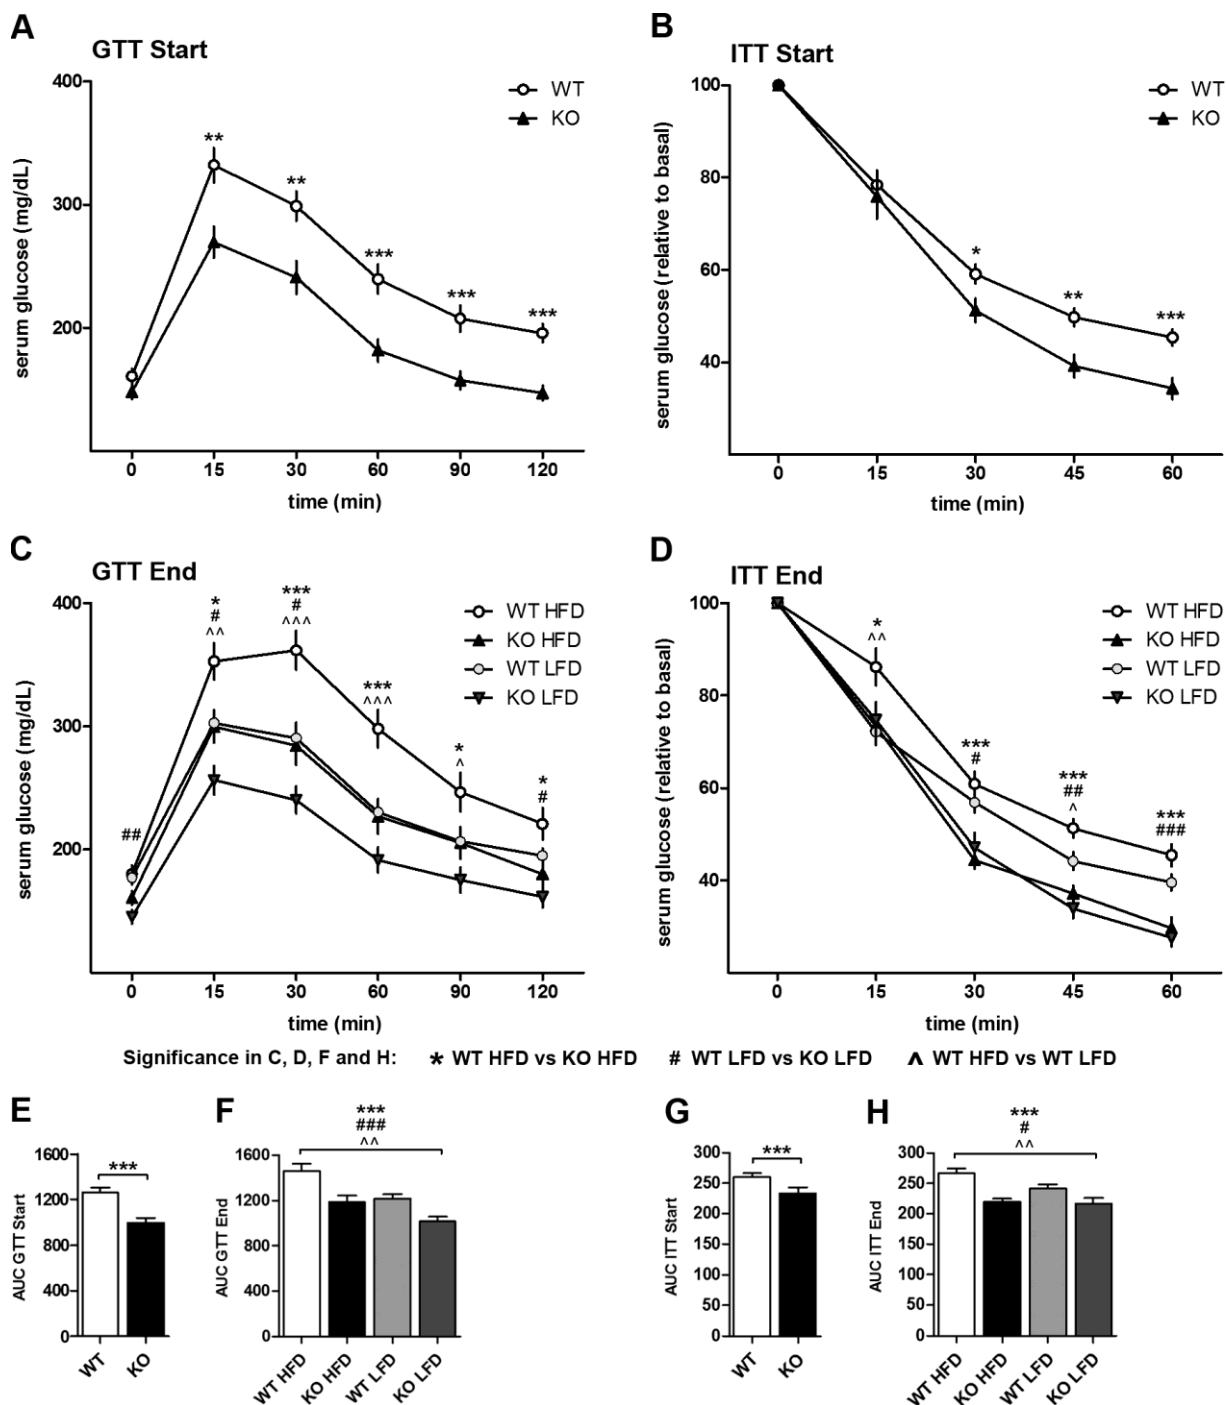 A
GTT Start
WT
KO
serum glucose (mg/dL)
400
300
200
**
**
***
***
***
0 15 30 60 90 120
time (min)
B
ITT Start
WT
KO
serum glucose (relative to basal)
100
80
60
40
*
**
***
0 15 30 45 60
time (min)
C
GTT End
WT HFD
KO HFD
WT LFD
KO LFD
serum glucose (mg/dL)
400
300
200
##
*
#
^^
***
#
^^^
***
^^^
*
^
*
#
0 15 30 60 90 120
time (min)
D
ITT End
WT HFD
KO HFD
WT LFD
KO LFD
serum glucose (relative to basal)
100
80
60
40
*
^^
***
#
***
##
^
***
###
0 15 30 45 60
time (min)
Significance in C, D, F and H: * WT HFD vs KO HFD # WT LFD vs KO LFD ^ WT HFD vs WT LFD
E
AUC GTT Start
1600
1200
800
400
0
***
WT KO
F
AUC GTT End
1600
1200
800
400
0
***
###
^^
WT HFD KO HFD WT LFD KO LFD
G
AUC ITT Start
300
250
200
150
100
50
0
***
WT KO
H
AUC ITT End
300
250
200
150
100
50
0
***
#
^^
WT HFD KO HFD WT LFD KO LFD